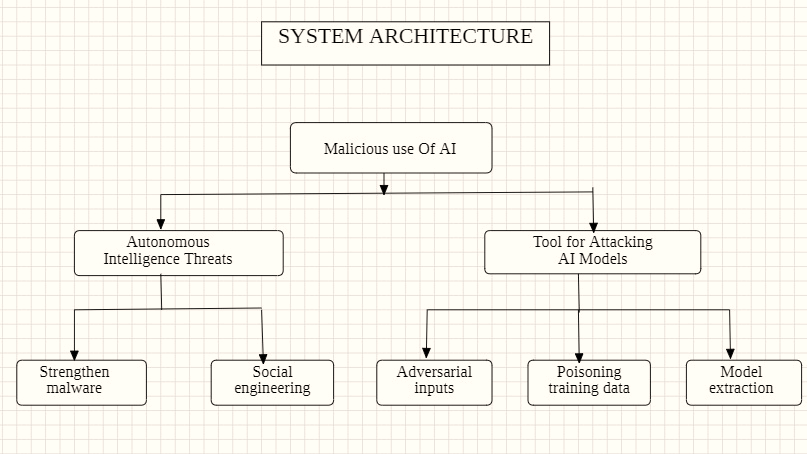 SYSTEM ARCHITECTURE
Malicious use Of AI
Autonomous
Intelligence Threats
Tool for Attacking
AI Models
Strengthen
malware
Social
engineering
Adversarial
inputs
Poisoning
training data
Model
extraction